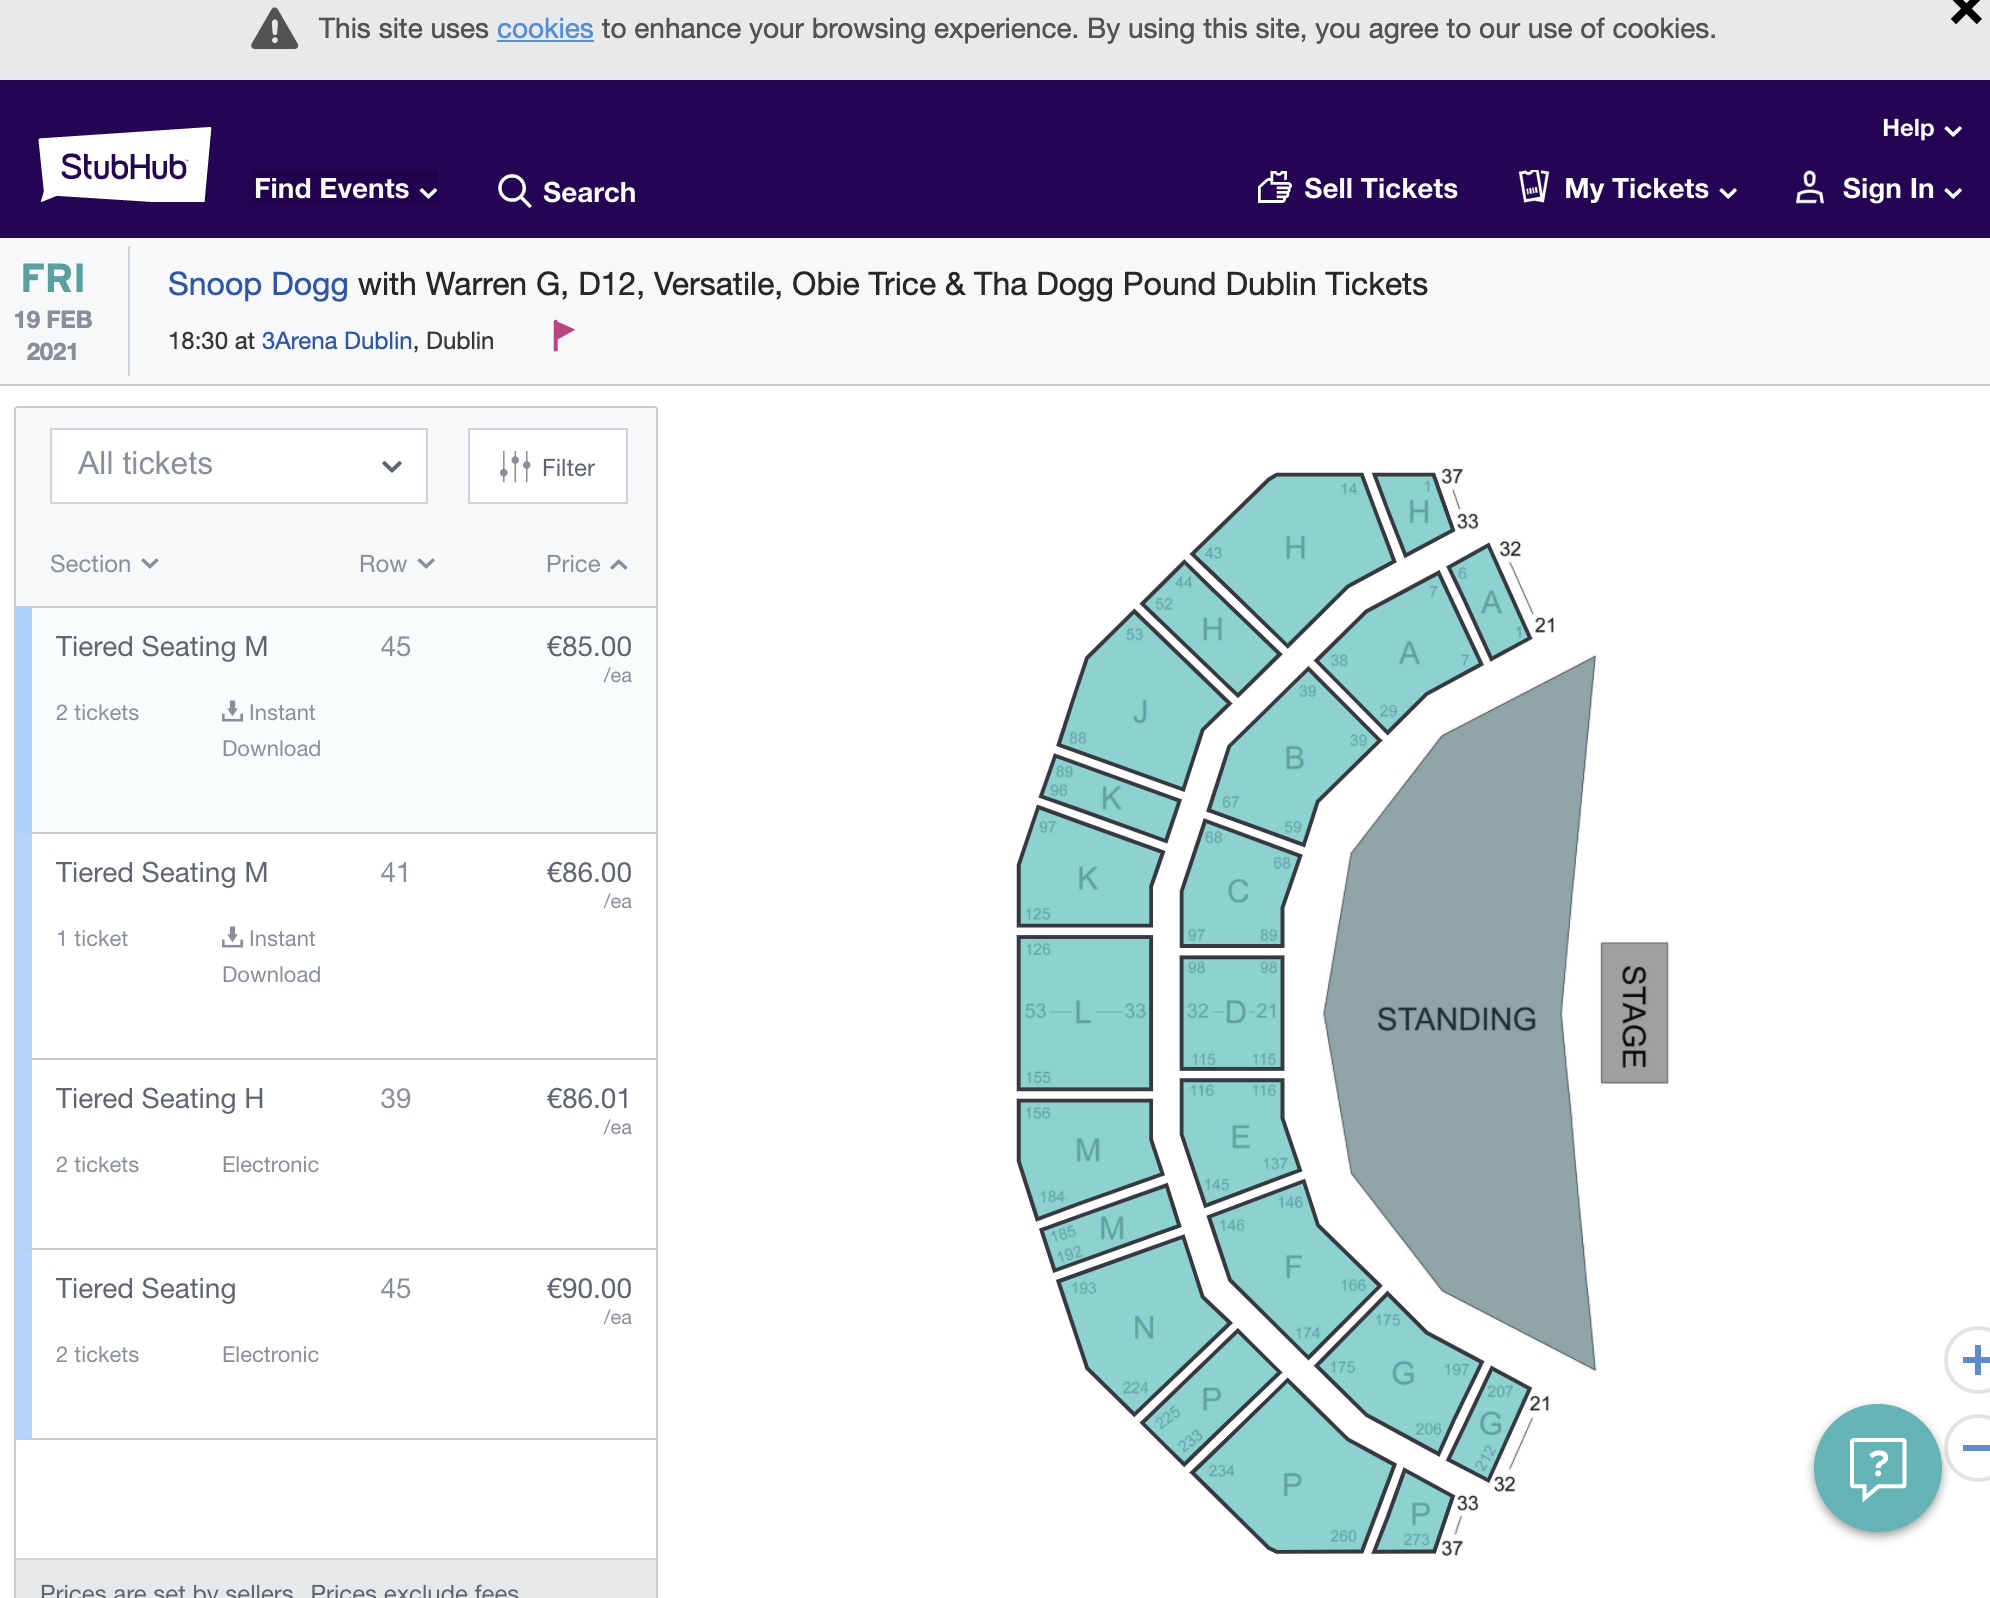 This site uses cookies to enhance your browsing experience. By using this site, you agree to our use of cookies.
Help
StubHub
Find Events
Search
Sell Tickets
My Tickets
Sign In
FRI
19 FEB
2021
Snoop Dogg with Warren G, D12, Versatile, Obie Trice & Tha Dogg Pound Dublin Tickets
18:30 at 3Arena Dublin, Dublin
All tickets
Filter
Section
Row
Price
Tiered Seating M 45 €85.00
/ea
2 tickets Instant
Download
Tiered Seating M 41 €86.00
/ea
1 ticket Instant
Download
Tiered Seating H 39 €86.01
/ea
2 tickets Electronic
Tiered Seating 45 €90.00
/ea
2 tickets Electronic
Prices are set by sellers. Prices exclude fees
14
H
43
1
H
37
33
44
52
H
32
6
A
1
21
7
A
38
7
29
53
J
88
39
B
39
67
59
89
96
K
97
K
125
68
68
C
97
89
126
53
L
33
155
98
98
32
D
21
115
115
STANDING
STAGE
156
M
184
116
116
E
137
145
185
192
M
146
146
F
166
174
193
N
224
175
175
G
197
206
207
G
212
21
32
225
233
P
234
P
260
P
273
33
37
?